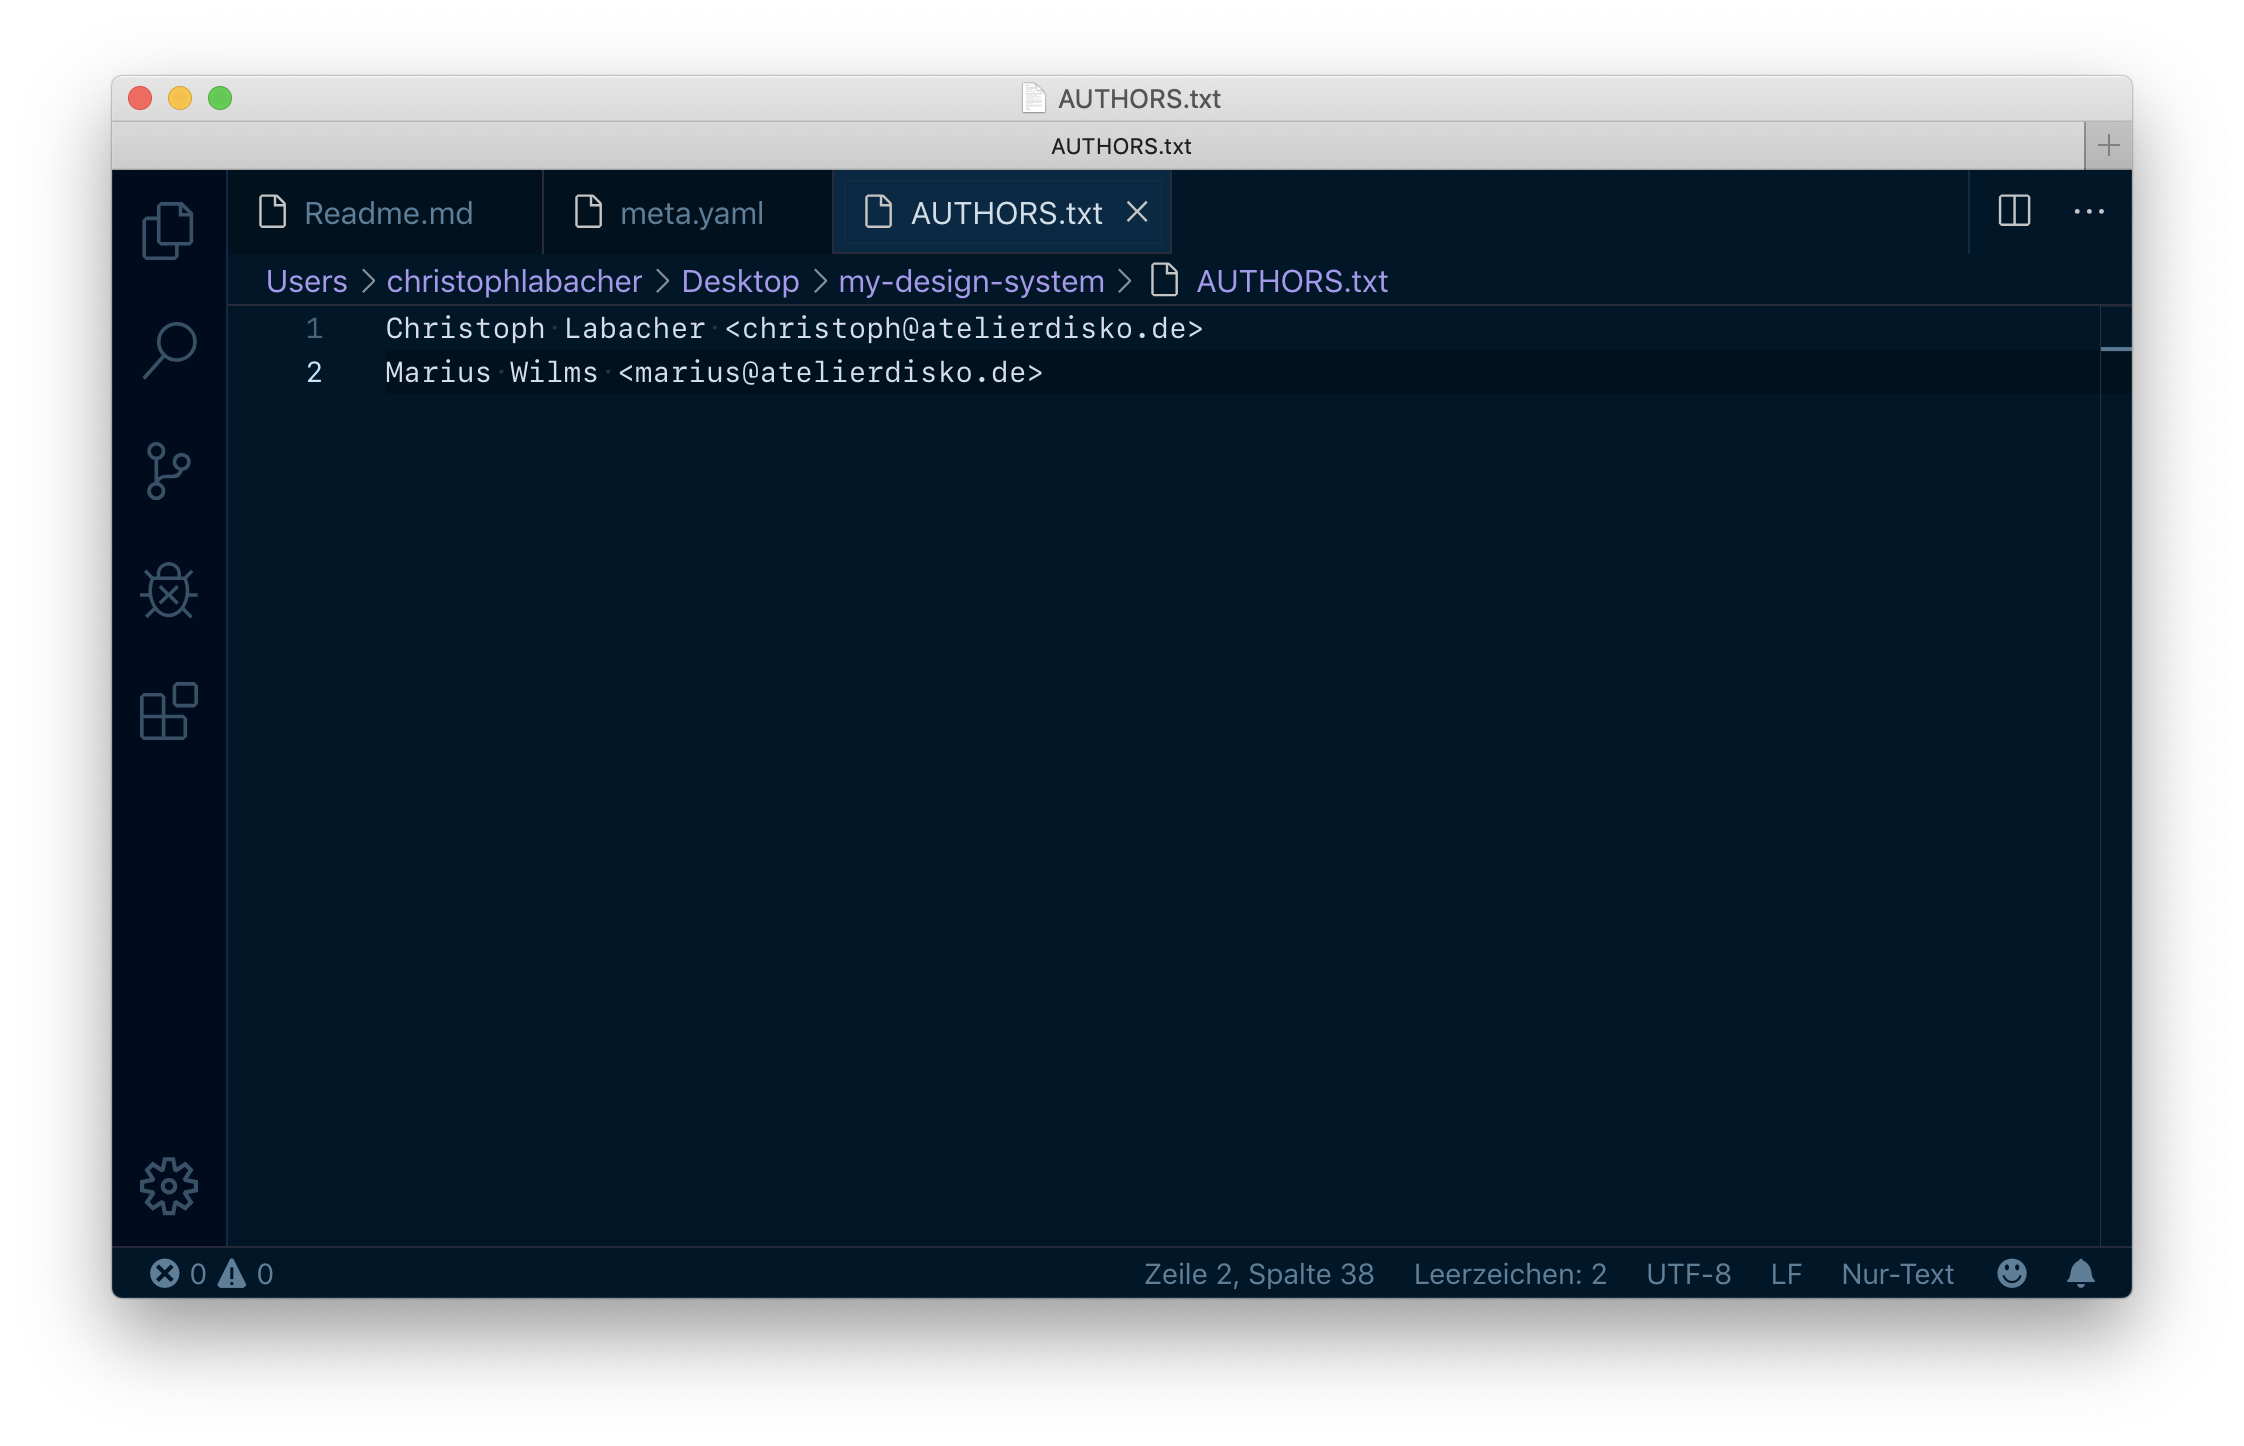 AUTHORS.txt
AUTHORS.txt
Readme.md meta.yaml AUTHORS.txt
Users > christophlabacher > Desktop > my-design-system > AUTHORS.txt
1 Christoph Labacher <christoph@atelierdisko.de>
2 Marius Wilms <marius@atelierdisko.de>
0 0 Zeile 2, Spalte 38 Leerzeichen: 2 UTF-8 LF Nur-Text